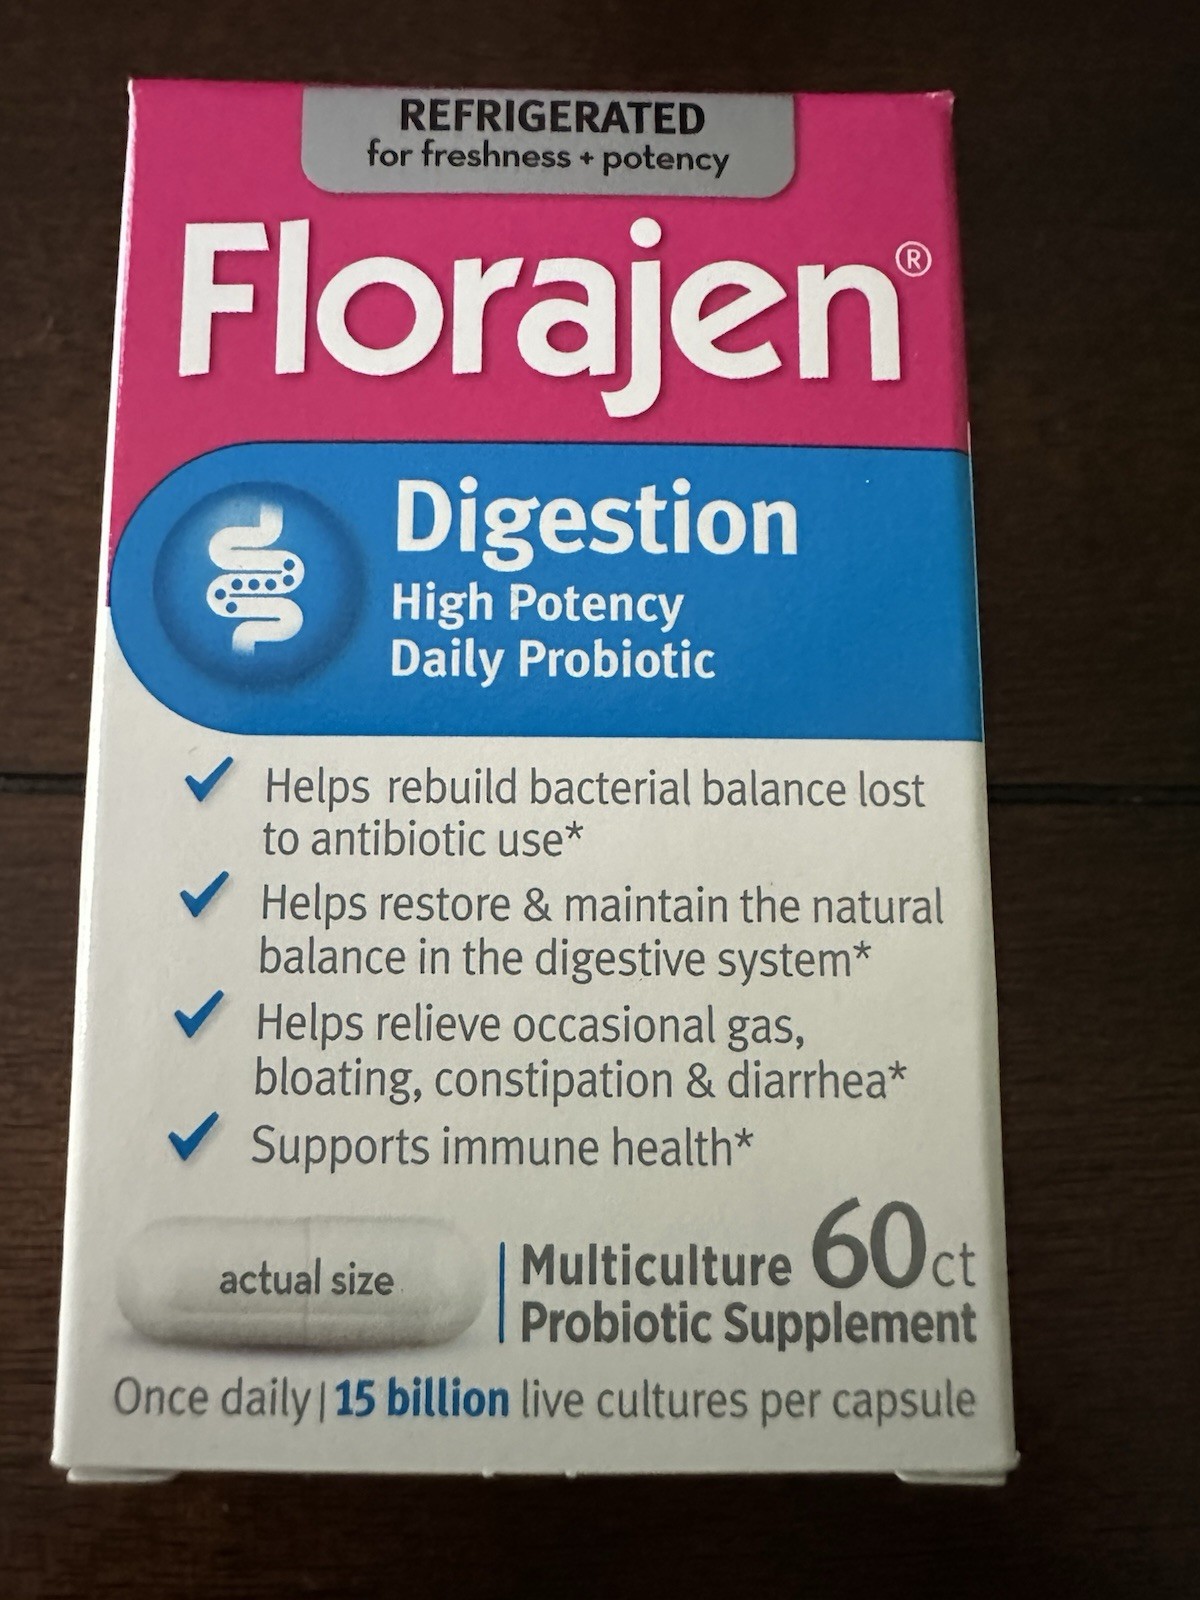 REFRIGERATED
for freshness + potency
Florajen®
Digestion
High Potency
Daily Probiotic
✓ Helps rebuild bacterial balance lost
to antibiotic use*
✓ Helps restore & maintain the natural
balance in the digestive system*
✓ Helps relieve occasional gas,
bloating, constipation & diarrhea*
✓ Supports immune health*
actual size
Multiculture 60 ct
Probiotic Supplement
Once daily | 15 billion live cultures per capsule